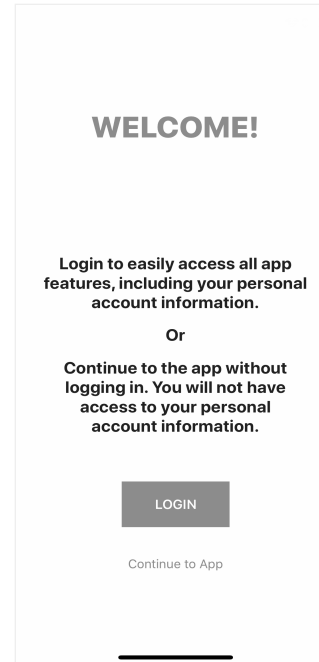 WELCOME!
Login to easily access all app
features, including your personal
account information.
Or
Continue to the app without
logging in. You will not have
access to your personal
account information.
LOGIN
Continue to App